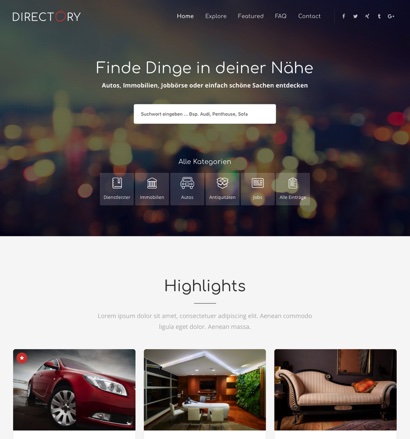 DIRECTORY
Home Explore Featured FAQ Contact
Finde Dinge in deiner Nähe
Autos, Immobilien, Jobbörse oder einfach schöne Sachen entdecken
Suchwort eingeben ... Bsp. Audi, Penthouse, Sofa
Alle Kategorien
Dienstleister Immobilien Autos Antiquitäten Jobs Alle Einträge
Highlights
Lorem ipsum dolor sit amet, consectetuer adipiscing elit. Aenean commodo
ligula eget dolor. Aenean massa.